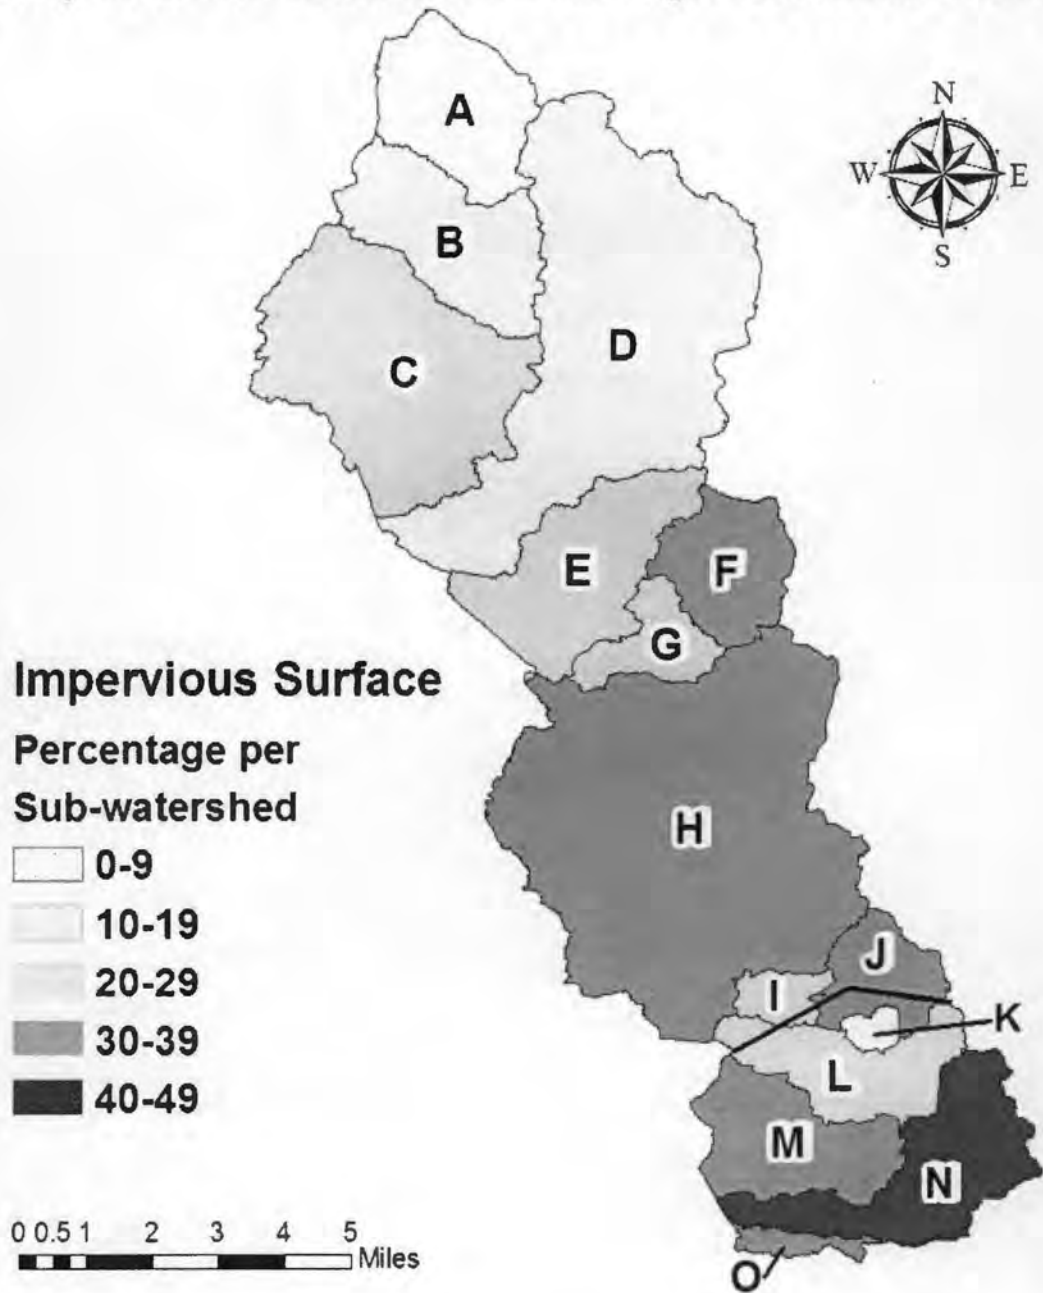 A
N
W E
S
B
D
C
E
F
G
Impervious Surface
Percentage per
Sub-watershed
0-9
10-19
20-29
30-39
40-49
H
J
I
K
L
M
N
0 0.5 1 2 3 4 5
Miles
O